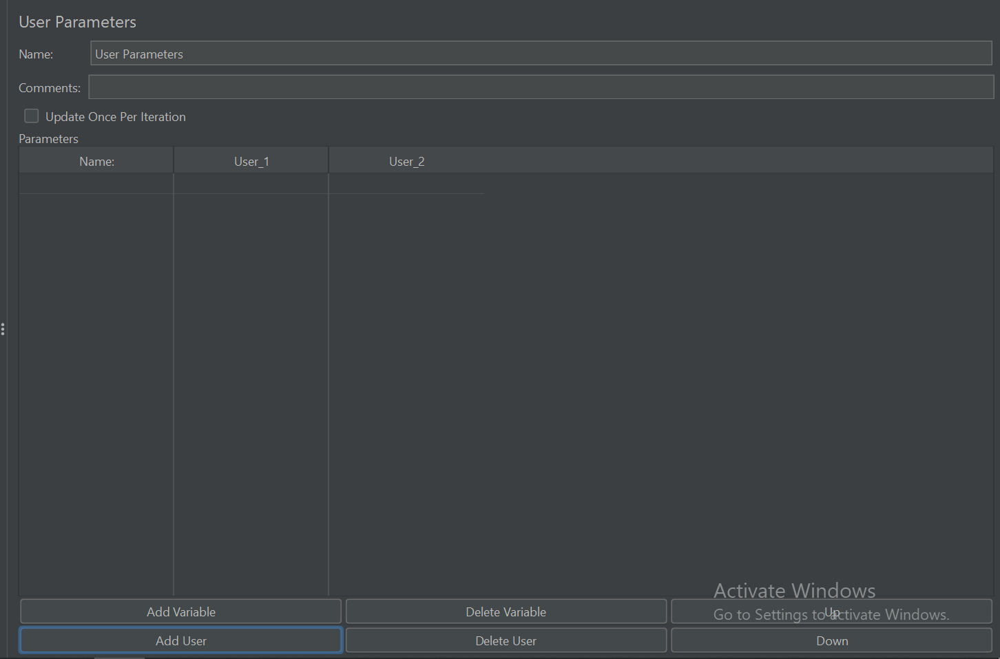 User Parameters
Name: User Parameters
Comments:
Update Once Per Iteration
Parameters
Name: User_1 User_2
Activate Windows
Go to Settings to activate Windows.
Add Variable Delete Variable Up
Add User Delete User Down